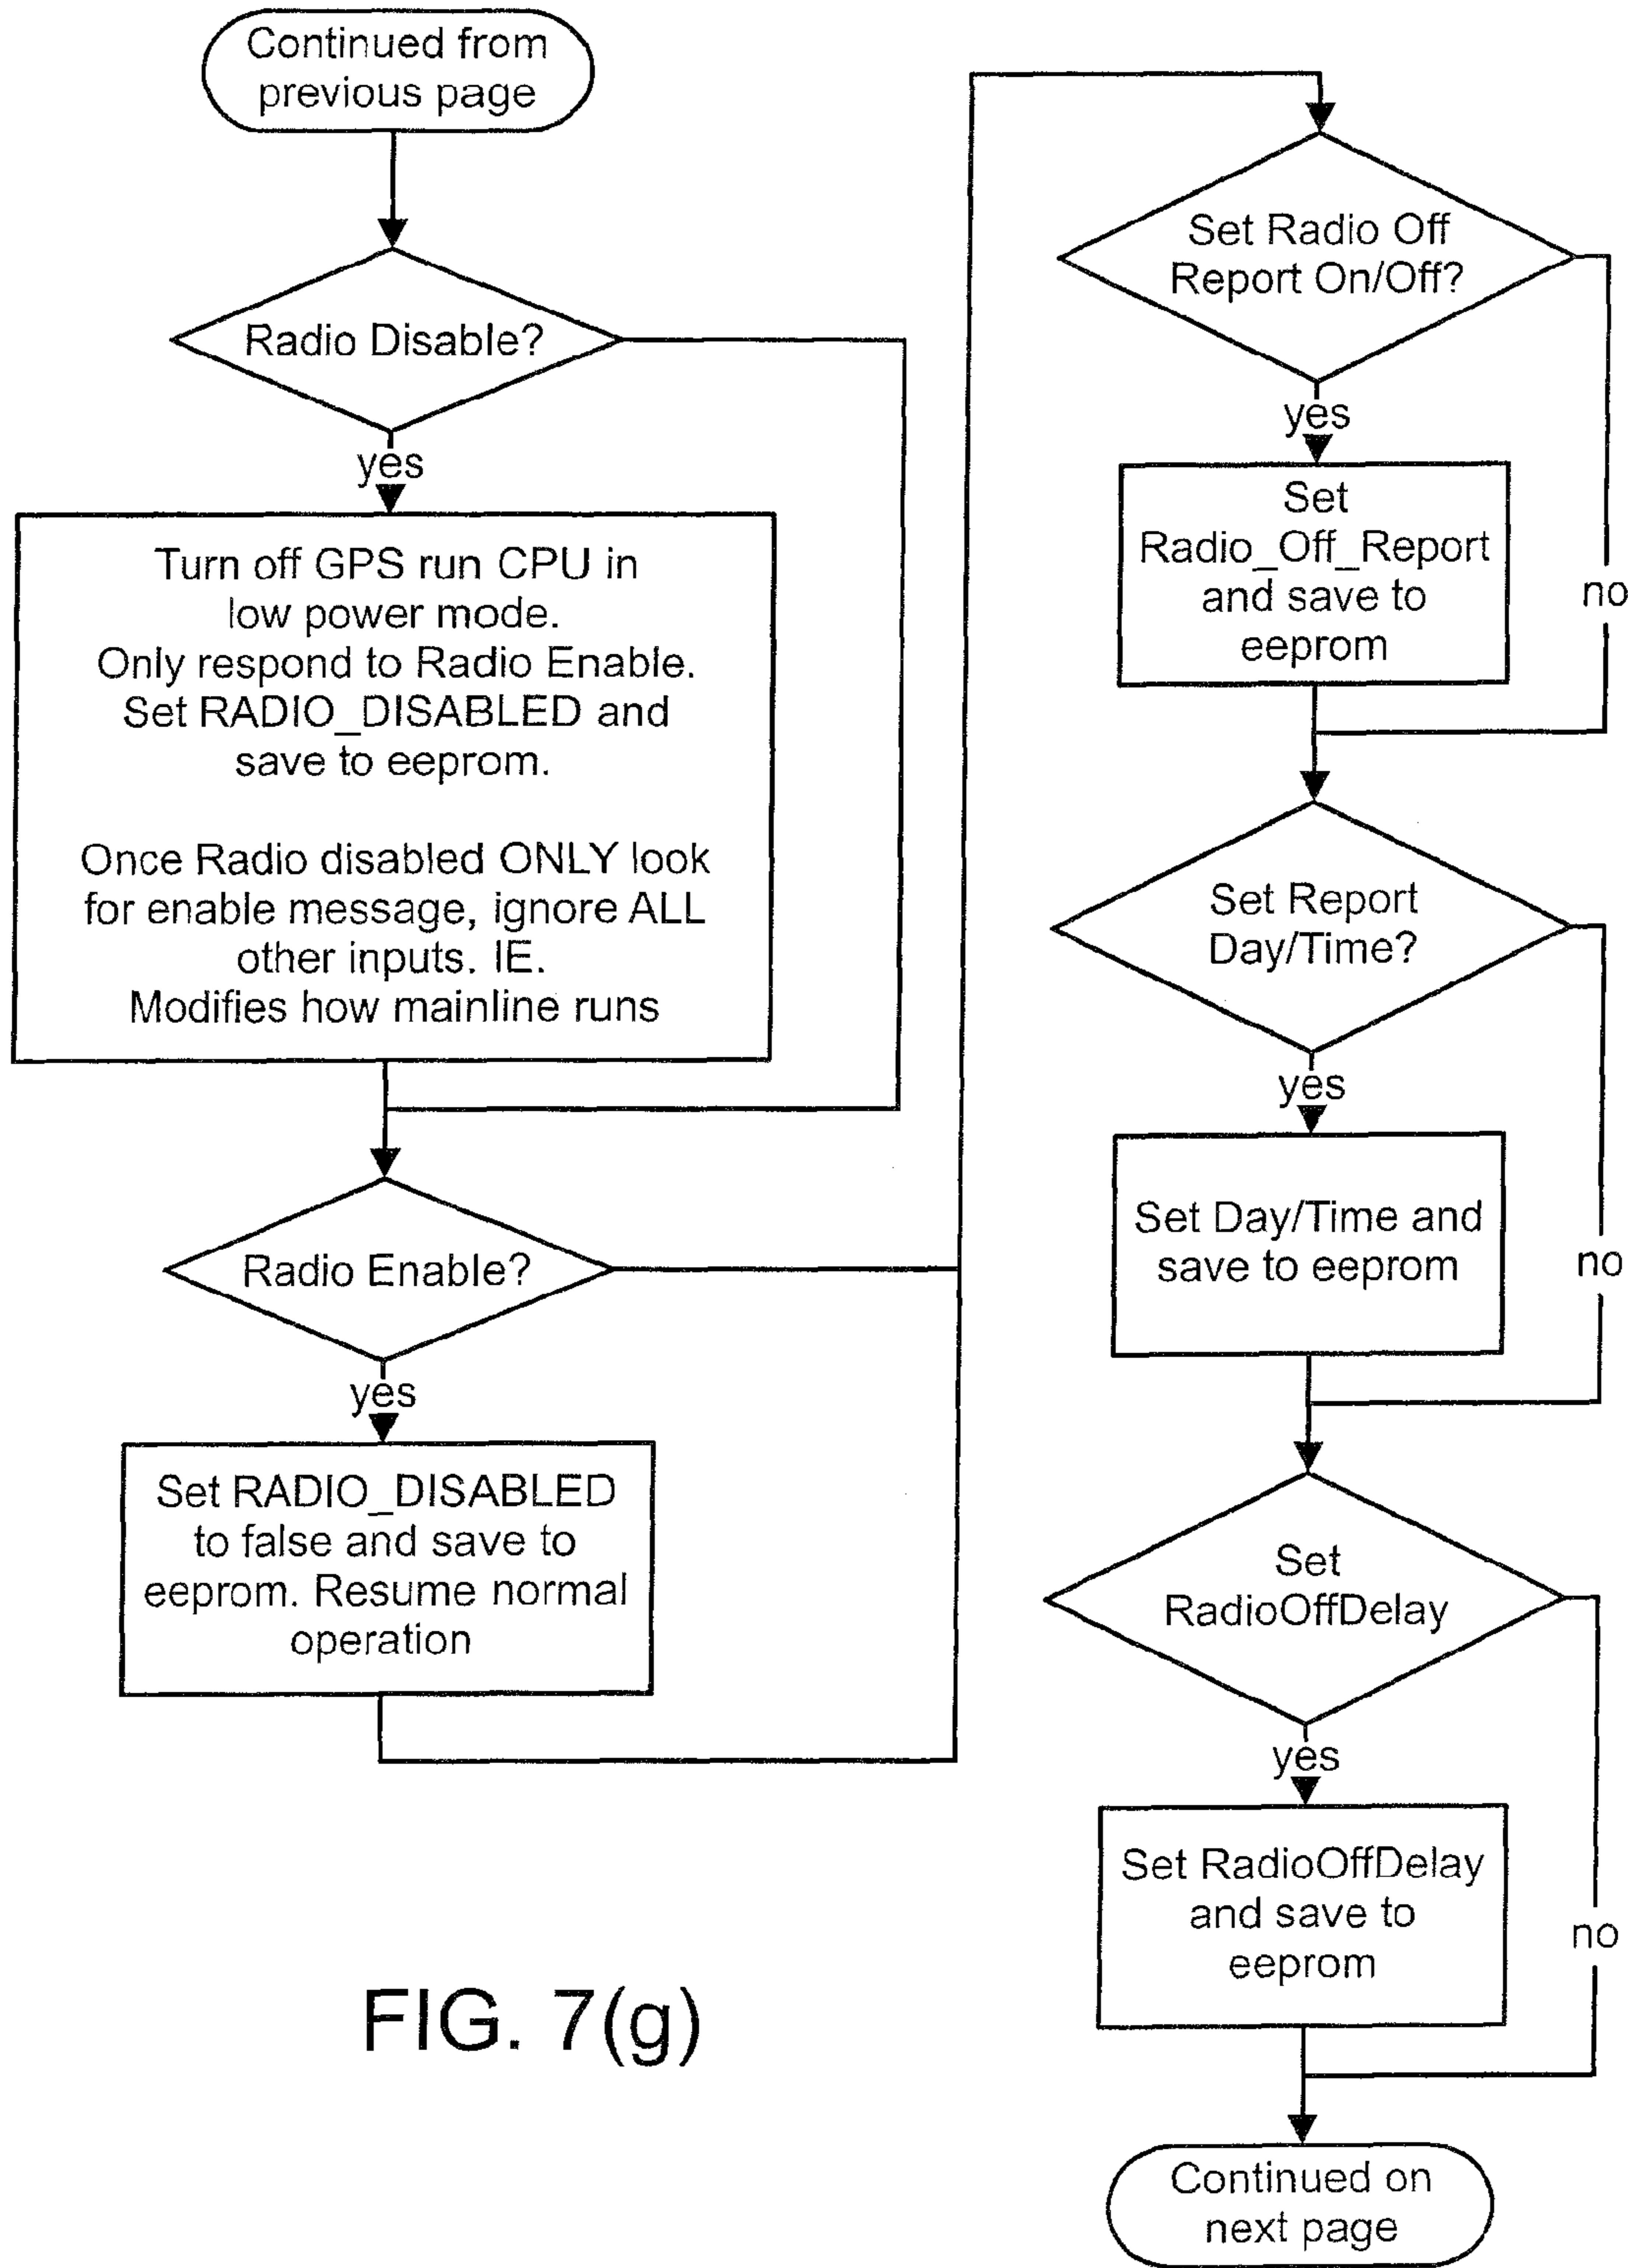 Continued from
previous page
Radio Disable?
yes
Turn off GPS run CPU in
low power mode.
Only respond to Radio Enable.
Set RADIO_DISABLED and
save to eeprom.
Once Radio disabled ONLY look
for enable message, ignore ALL
other inputs. IE.
Modifies how mainline runs
Radio Enable?
yes
Set RADIO_DISABLED
to false and save to
eeprom. Resume normal
operation
Set Radio Off
Report On/Off?
yes
Set
Radio_Off_Report
and save to
eeprom
no
Set Report
Day/Time?
yes
Set Day/Time and
save to eeprom
no
Set
RadioOffDelay
yes
Set RadioOffDelay
and save to
eeprom
no
Continued on
next page
FIG. 7(g)